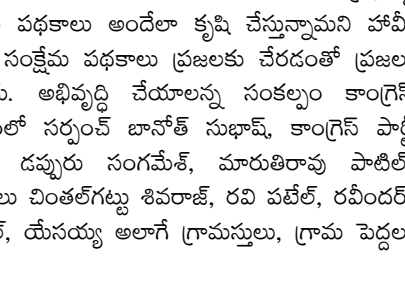 పథకాలు అందేలా కృషి చేస్తున్నామని హామీ
సంక్షేమ పథకాలు ప్రజలకు చేరడంతో ప్రజల
అభివృద్ధి చేయాలన్న సంకల్పం కాంగ్రెస్
సర్పంచ్ బానోత్ సుభాష్, కాంగ్రెస్ పార్టీ
డప్పురు సంగమేశ్, మారుతిరావు పాటిల్
చింతల్‌గట్టు శివరాజ్, రవి పటేల్, రవీందర్
యేసయ్య అలాగే గ్రామస్తులు, గ్రామ పెద్దలు